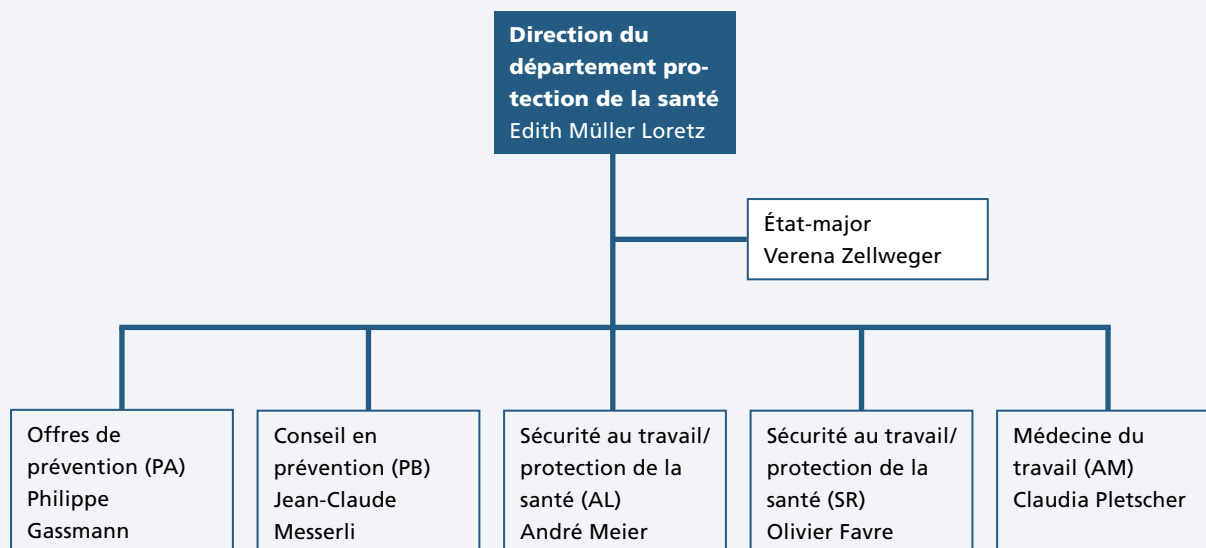 Direction du
département pro-
tection de la santé
Edith Müller Loretz
État-major
Verena Zellweger
Offres de
prévention (PA)
Philippe
Gassmann
Conseil en
prévention (PB)
Jean-Claude
Messerli
Sécurité au travail/
protection de la
santé (AL)
André Meier
Sécurité au travail/
protection de la
santé (SR)
Olivier Favre
Médecine du
travail (AM)
Claudia Pletscher